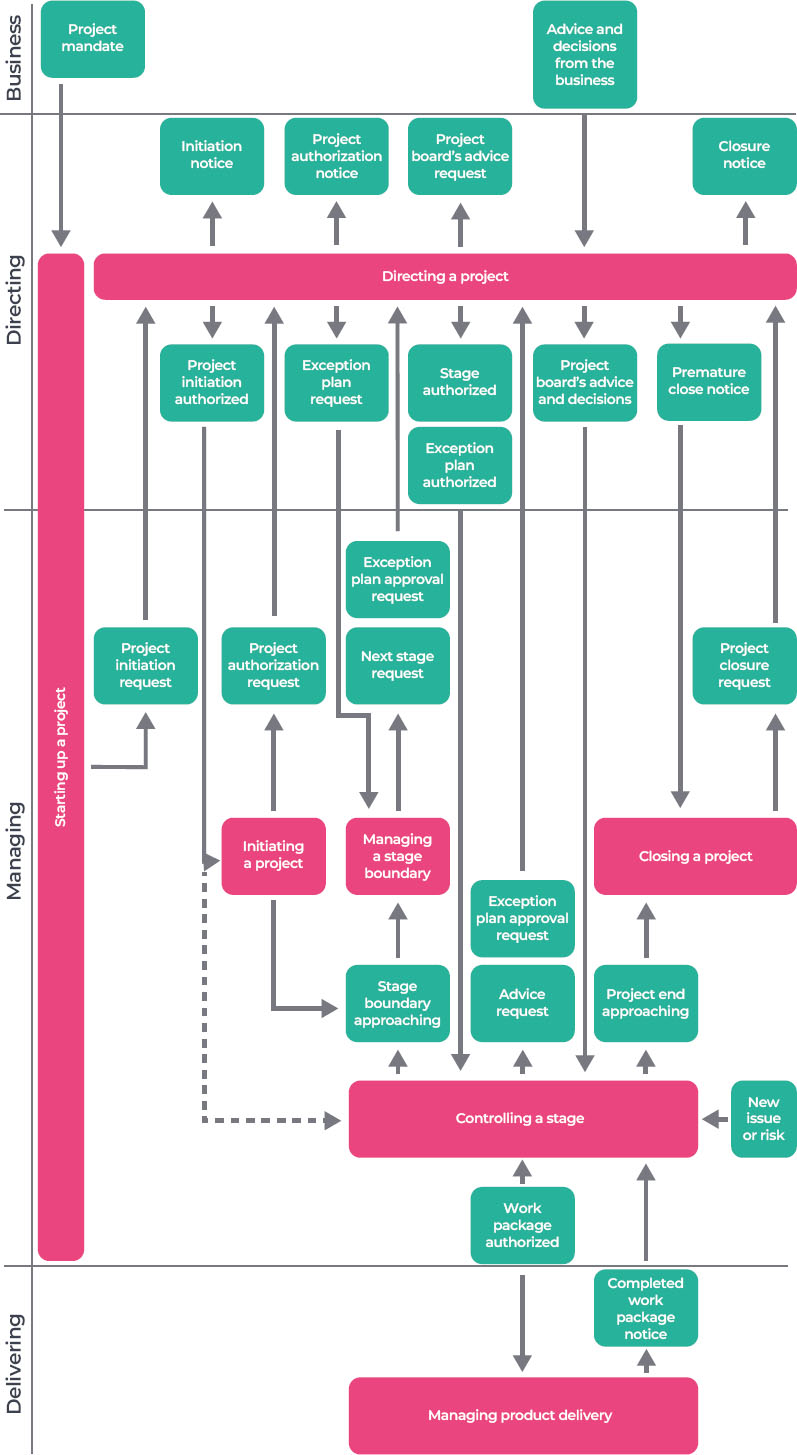 Business
Project
mandate
Advice and
decisions
from the
business
Directing
Initiation
notice
Project
authorization
notice
Project
board's advice
request
Closure
notice
Directing a project
Project
initiation
authorized
Exception
plan
request
Stage
authorized
Project
board's advice
and decisions
Premature
close notice
Exception
plan
authorized
Managing
Starting up a project
Exception
plan approval
request
Project
initiation
request
Project
authorization
request
Next stage
request
Project
closure
request
Initiating
a project
Managing
a stage
boundary
Closing a project
Exception
plan approval
request
Stage
boundary
approaching
Advice
request
Project end
approaching
Controlling a stage
New
issue
or risk
Work
package
authorized
Delivering
Completed
work
package
notice
Managing product delivery